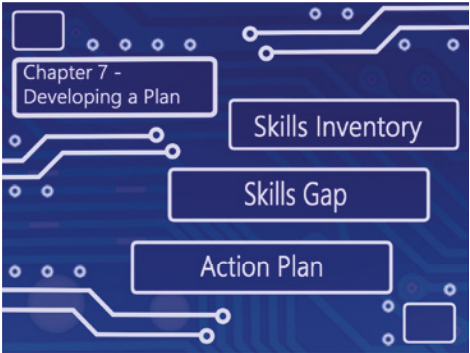 Chapter 7 -
Developing a Plan
Skills Inventory
Skills Gap
Action Plan